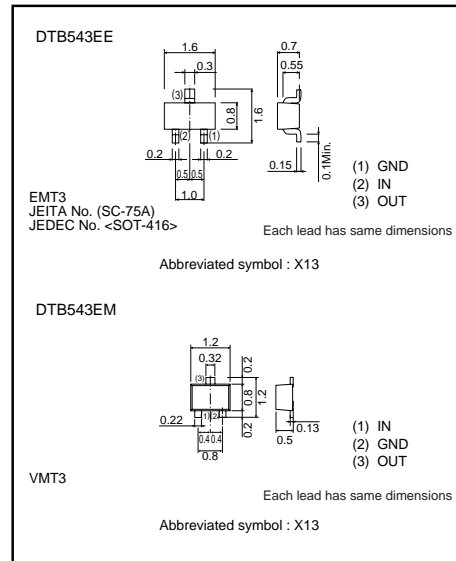 DTB543EE
1.6
0.3
(3)
0.8
1.6
(2)
(1)
0.2
0.2
0.5 0.5
1.0
0.7
0.55
0.15
0.1Min.
(1) GND
(2) IN
(3) OUT
EMT3
JEITA No. (SC-75A)
JEDEC No. <SOT-416>
Each lead has same dimensions
Abbreviated symbol : X13
DTB543EM
1.2
0.32
(3)
0.2
0.8
1.2
0.2
0.22
(1) (2)
0.4 0.4
0.8
0.13
0.5
(1) IN
(2) GND
(3) OUT
VMT3
Each lead has same dimensions
Abbreviated symbol : X13